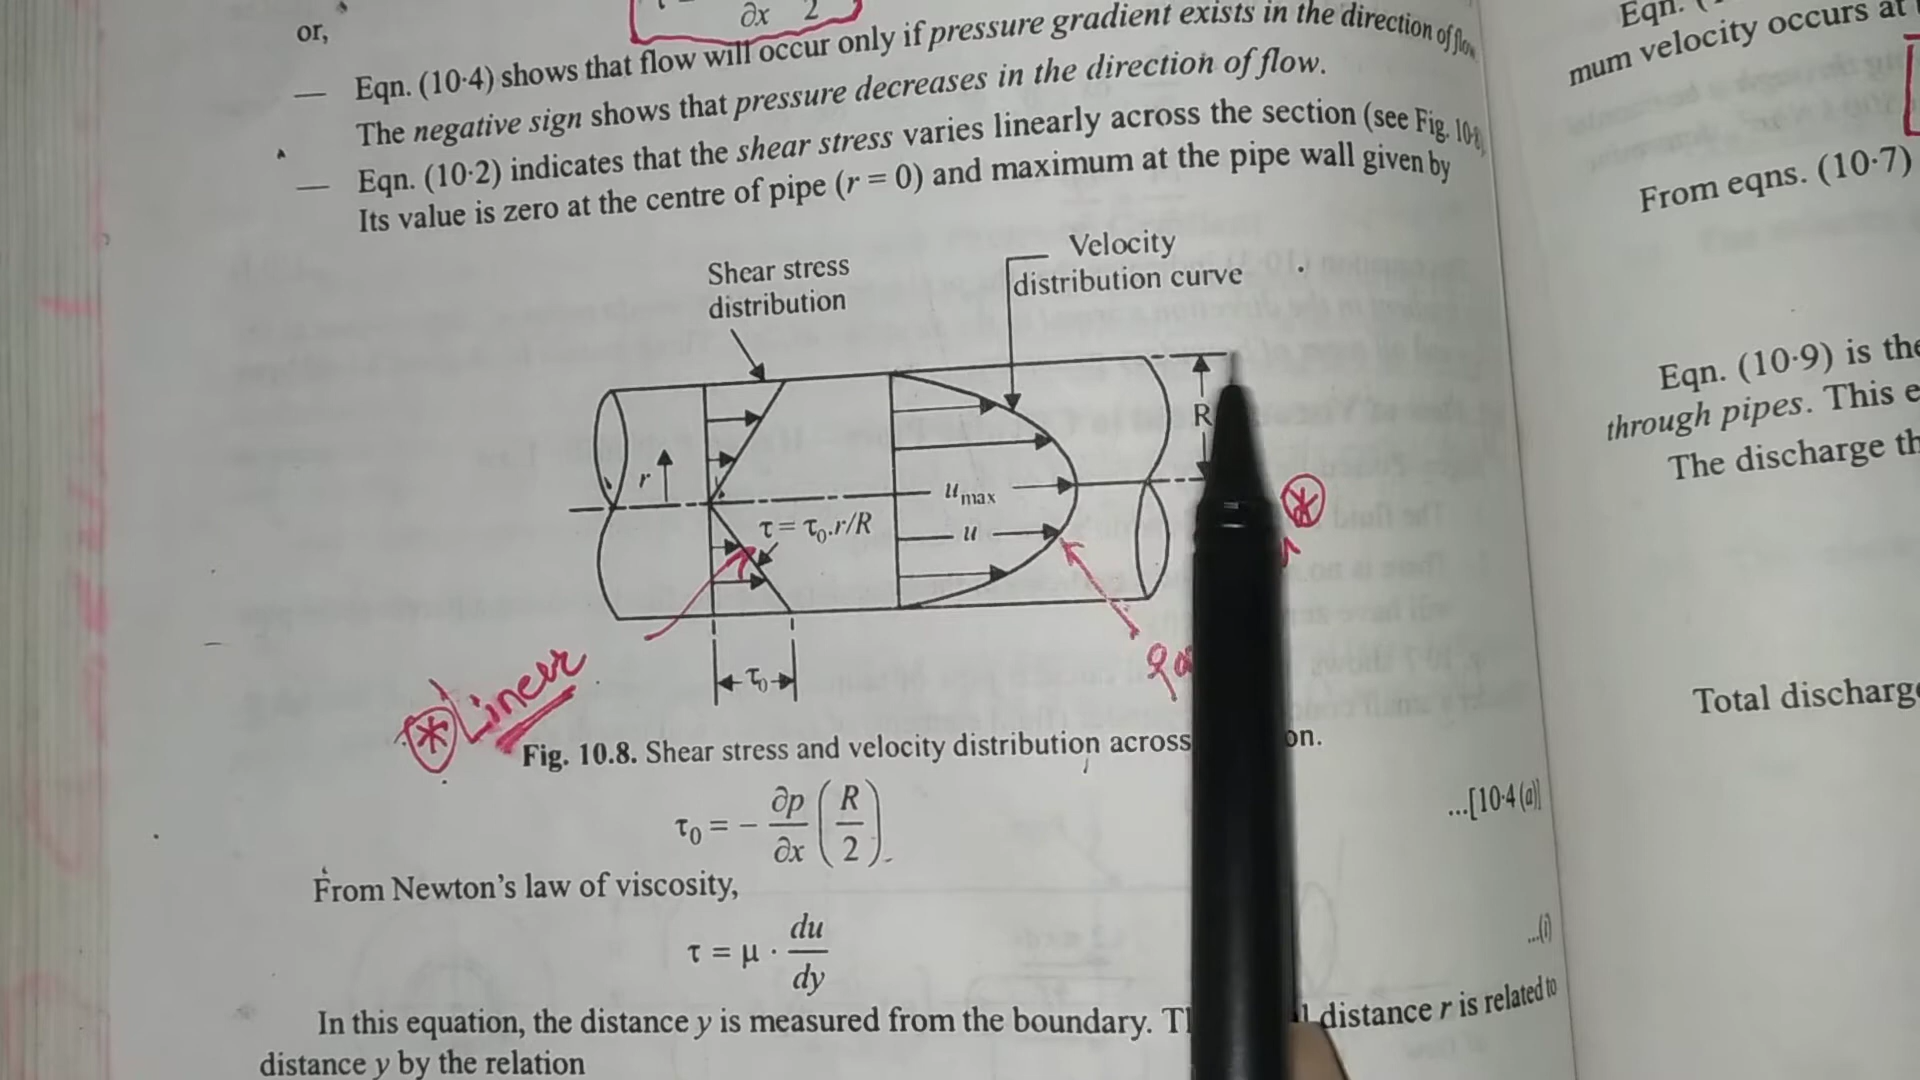 ∂x 2
or,
— Eqn. (10·4) shows that flow will occur only if pressure gradient exists in the direction of flow
The negative sign shows that pressure decreases in the direction of flow.
— Eqn. (10·2) indicates that the shear stress varies linearly across the section (see Fig. 10·8
Its value is zero at the centre of pipe (r = 0) and maximum at the pipe wall given by
Velocity
distribution curve
Shear stress
distribution
R
r
u max
τ = τ0.r/R
u
τ0
Linear
Fig. 10.8. Shear stress and velocity distribution across
τ0 = − ∂p/∂x (R/2)
...[10·4 (a)]
From Newton's law of viscosity,
τ = μ · du/dy
...(i)
In this equation, the distance y is measured from the boundary. distance r is related to
distance y by the relation
Eqn.
mum velocity occurs at
From eqns. (10·7)
Eqn. (10·9) is the
through pipes. This
The discharge
Total discharge